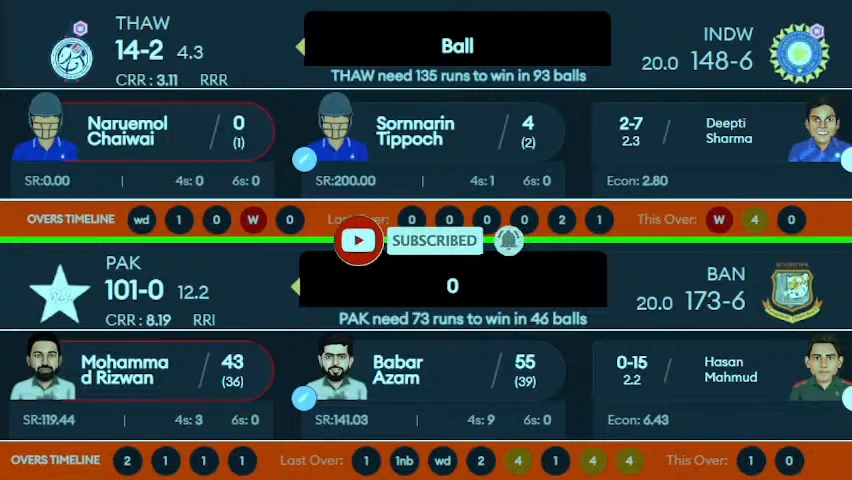 THAW
14-2 4.3
CRR : 3.11 RRR
Ball
THAW need 135 runs to win in 93 balls
INDW
20.0 148-6
W
W
Naruemol
Chaiwai
0
(1)
SR:0.00 | 4s: 0 6s: 0
Sornnarin
Tippoch
4
(2)
SR:200.00 | 4s: 1 6s: 0
2-7
2.3
Deepti
Sharma
Econ: 2.80
OVERS TIMELINE wd 1 0 W 0 Last Over: 0 0 0 0 2 1 This Over: W 4 0
SUBSCRIBED
PAK
101-0 12.2
CRR : 8.19 RRI
0
PAK need 73 runs to win in 46 balls
BAN
20.0 173-6
Mohamma
d Rizwan
43
(36)
SR:119.44 | 4s: 3 6s: 0
Babar
Azam
55
(39)
SR:141.03 | 4s: 9 6s: 0
0-15
2.2
Hasan
Mahmud
Econ: 6.43
OVERS TIMELINE 2 1 1 1 Last Over: 1 1nb wd 2 4 1 4 4 This Over: 1 0